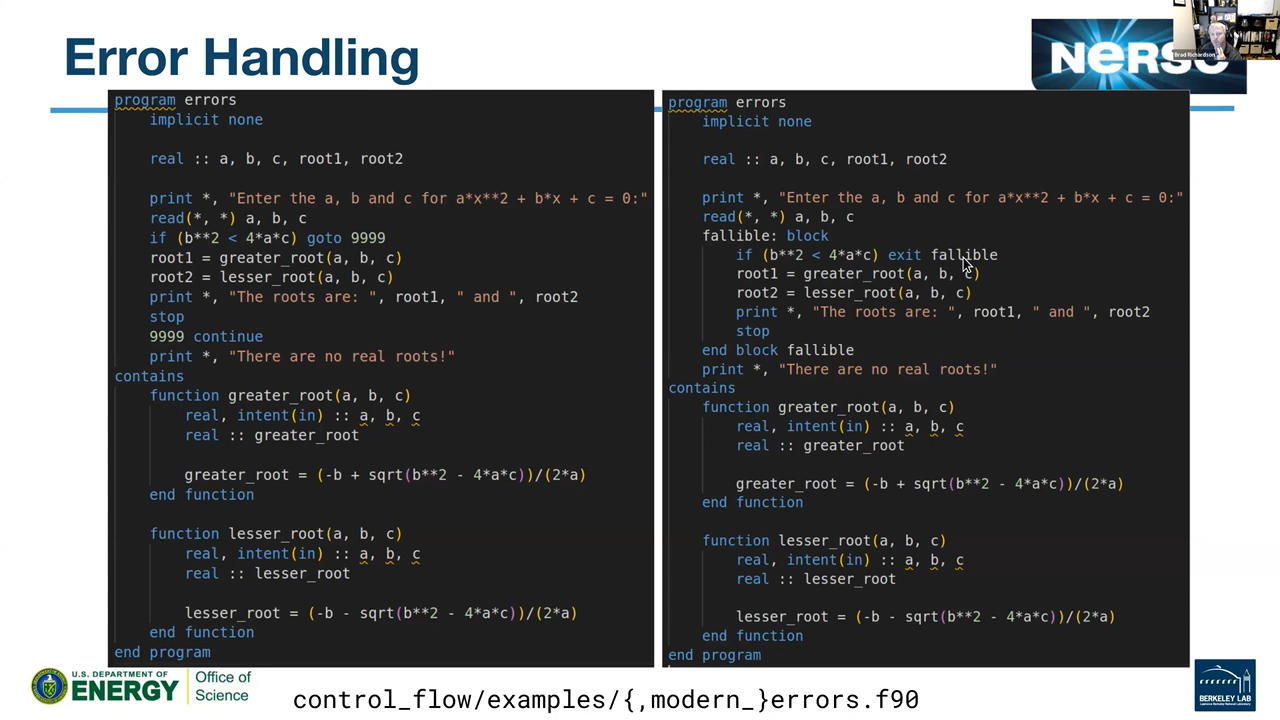 Error Handling
NERSC
Brad Richardson
program errors
implicit none
real :: a, b, c, root1, root2
print *, "Enter the a, b and c for a*x**2 + b*x + c = 0:"
read(*, *) a, b, c
if (b**2 < 4*a*c) goto 9999
root1 = greater_root(a, b, c)
root2 = lesser_root(a, b, c)
print *, "The roots are: ", root1, " and ", root2
stop
9999 continue
print *, "There are no real roots!"
contains
function greater_root(a, b, c)
real, intent(in) :: a, b, c
real :: greater_root
greater_root = (-b + sqrt(b**2 - 4*a*c))/(2*a)
end function
function lesser_root(a, b, c)
real, intent(in) :: a, b, c
real :: lesser_root
lesser_root = (-b - sqrt(b**2 - 4*a*c))/(2*a)
end function
end program
program errors
implicit none
real :: a, b, c, root1, root2
print *, "Enter the a, b and c for a*x**2 + b*x + c = 0:"
read(*, *) a, b, c
fallible: block
if (b**2 < 4*a*c) exit fallible
root1 = greater_root(a, b, c)
root2 = lesser_root(a, b, c)
print *, "The roots are: ", root1, " and ", root2
stop
end block fallible
print *, "There are no real roots!"
contains
function greater_root(a, b, c)
real, intent(in) :: a, b, c
real :: greater_root
greater_root = (-b + sqrt(b**2 - 4*a*c))/(2*a)
end function
function lesser_root(a, b, c)
real, intent(in) :: a, b, c
real :: lesser_root
lesser_root = (-b - sqrt(b**2 - 4*a*c))/(2*a)
end function
end program
U.S. DEPARTMENT OF
ENERGY
Office of
Science
control_flow/examples/{,modern_}errors.f90
BERKELEY LAB